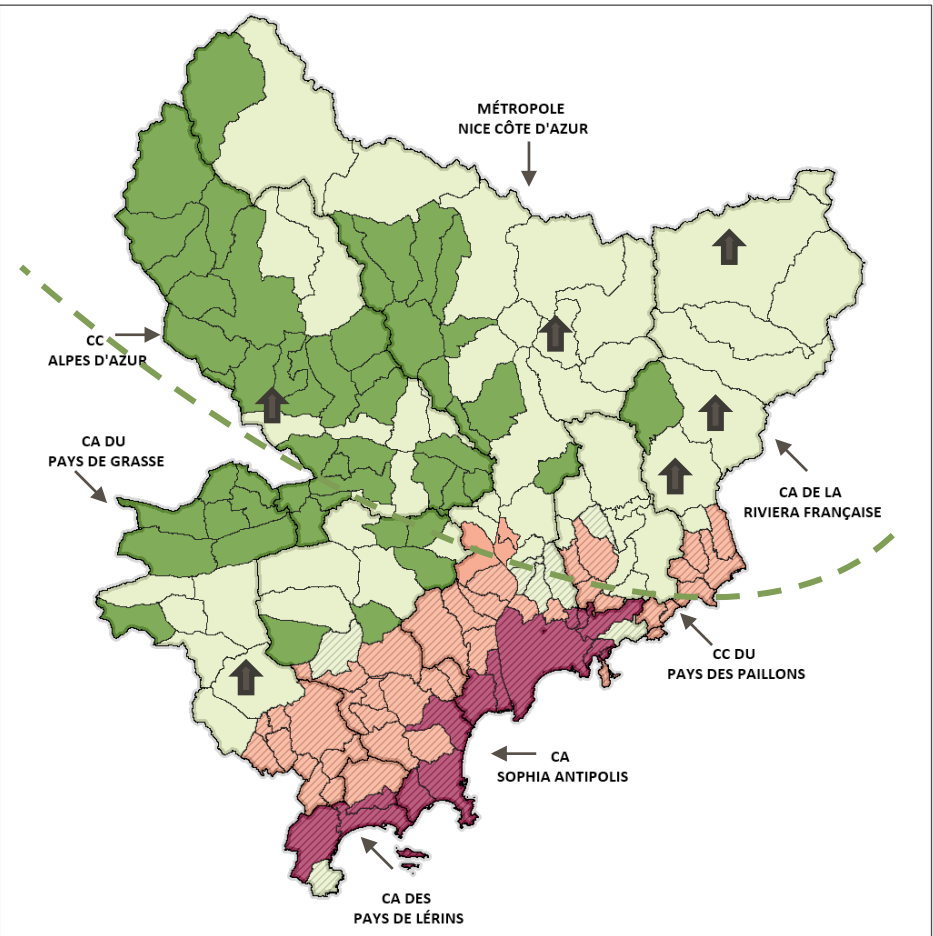 MÉTROPOLE
NICE CÔTE D'AZUR
CC
ALPES D'AZUR
CA DU
PAYS DE GRASSE
CA DE LA
RIVIERA FRANÇAISE
CC DU
PAYS DES PAILLONS
CA
SOPHIA ANTIPOLIS
CA DES
PAYS DE LÉRINS